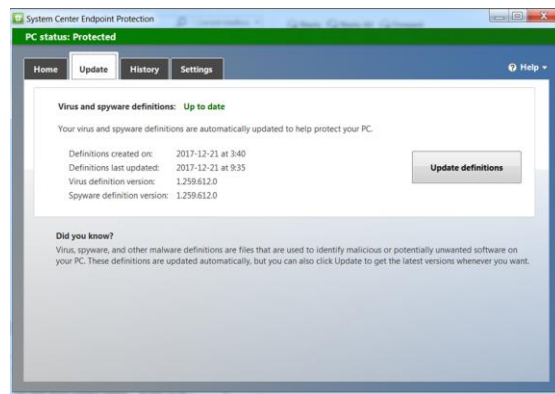 System Center Endpoint Protection
PC status: Protected
Home Update History Settings Help
Virus and spyware definitions: Up to date
Your virus and spyware definitions are automatically updated to help protect your PC.
Definitions created on: 2017-12-21 at 3:40
Definitions last updated: 2017-12-21 at 9:35
Virus definition version: 1.259.612.0
Spyware definition version: 1.259.612.0
Update definitions
Did you know?
Virus, spyware, and other malware definitions are files that are used to identify malicious or potentially unwanted software on
your PC. These definitions are updated automatically, but you can also click Update to get the latest versions whenever you want.